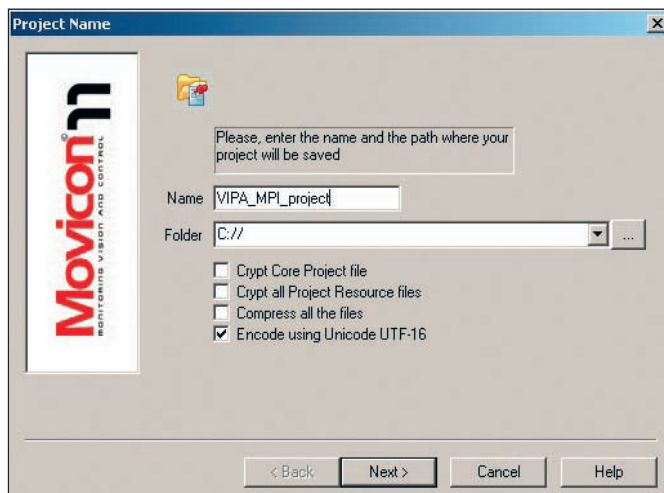 Project Name
Movicon 11
MONITORING VISION AND CONTROL
Please, enter the name and the path where your
project will be saved
Name VIPA_MPI_project
Folder C:// ...
Crypt Core Project file
Crypt all Project Resource files
Compress all the files
Encode using Unicode UTF-16
< Back Next > Cancel Help